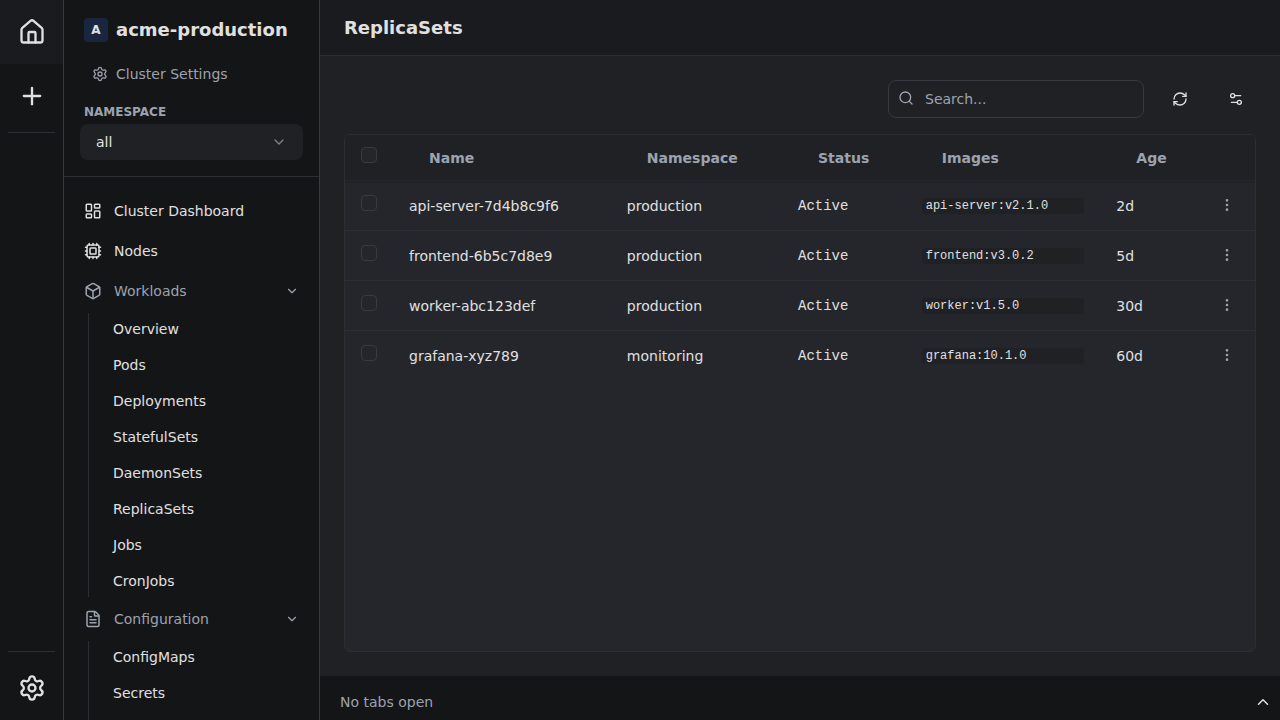 A acme-production
Cluster Settings
NAMESPACE
all
Cluster Dashboard
Nodes
Workloads
Overview
Pods
Deployments
StatefulSets
DaemonSets
ReplicaSets
Jobs
CronJobs
Configuration
ConfigMaps
Secrets
ReplicaSets
Search...
Name Namespace Status Images Age
api-server-7d4b8c9f6 production Active api-server:v2.1.0 2d
frontend-6b5c7d8e9 production Active frontend:v3.0.2 5d
worker-abc123def production Active worker:v1.5.0 30d
grafana-xyz789 monitoring Active grafana:10.1.0 60d
No tabs open